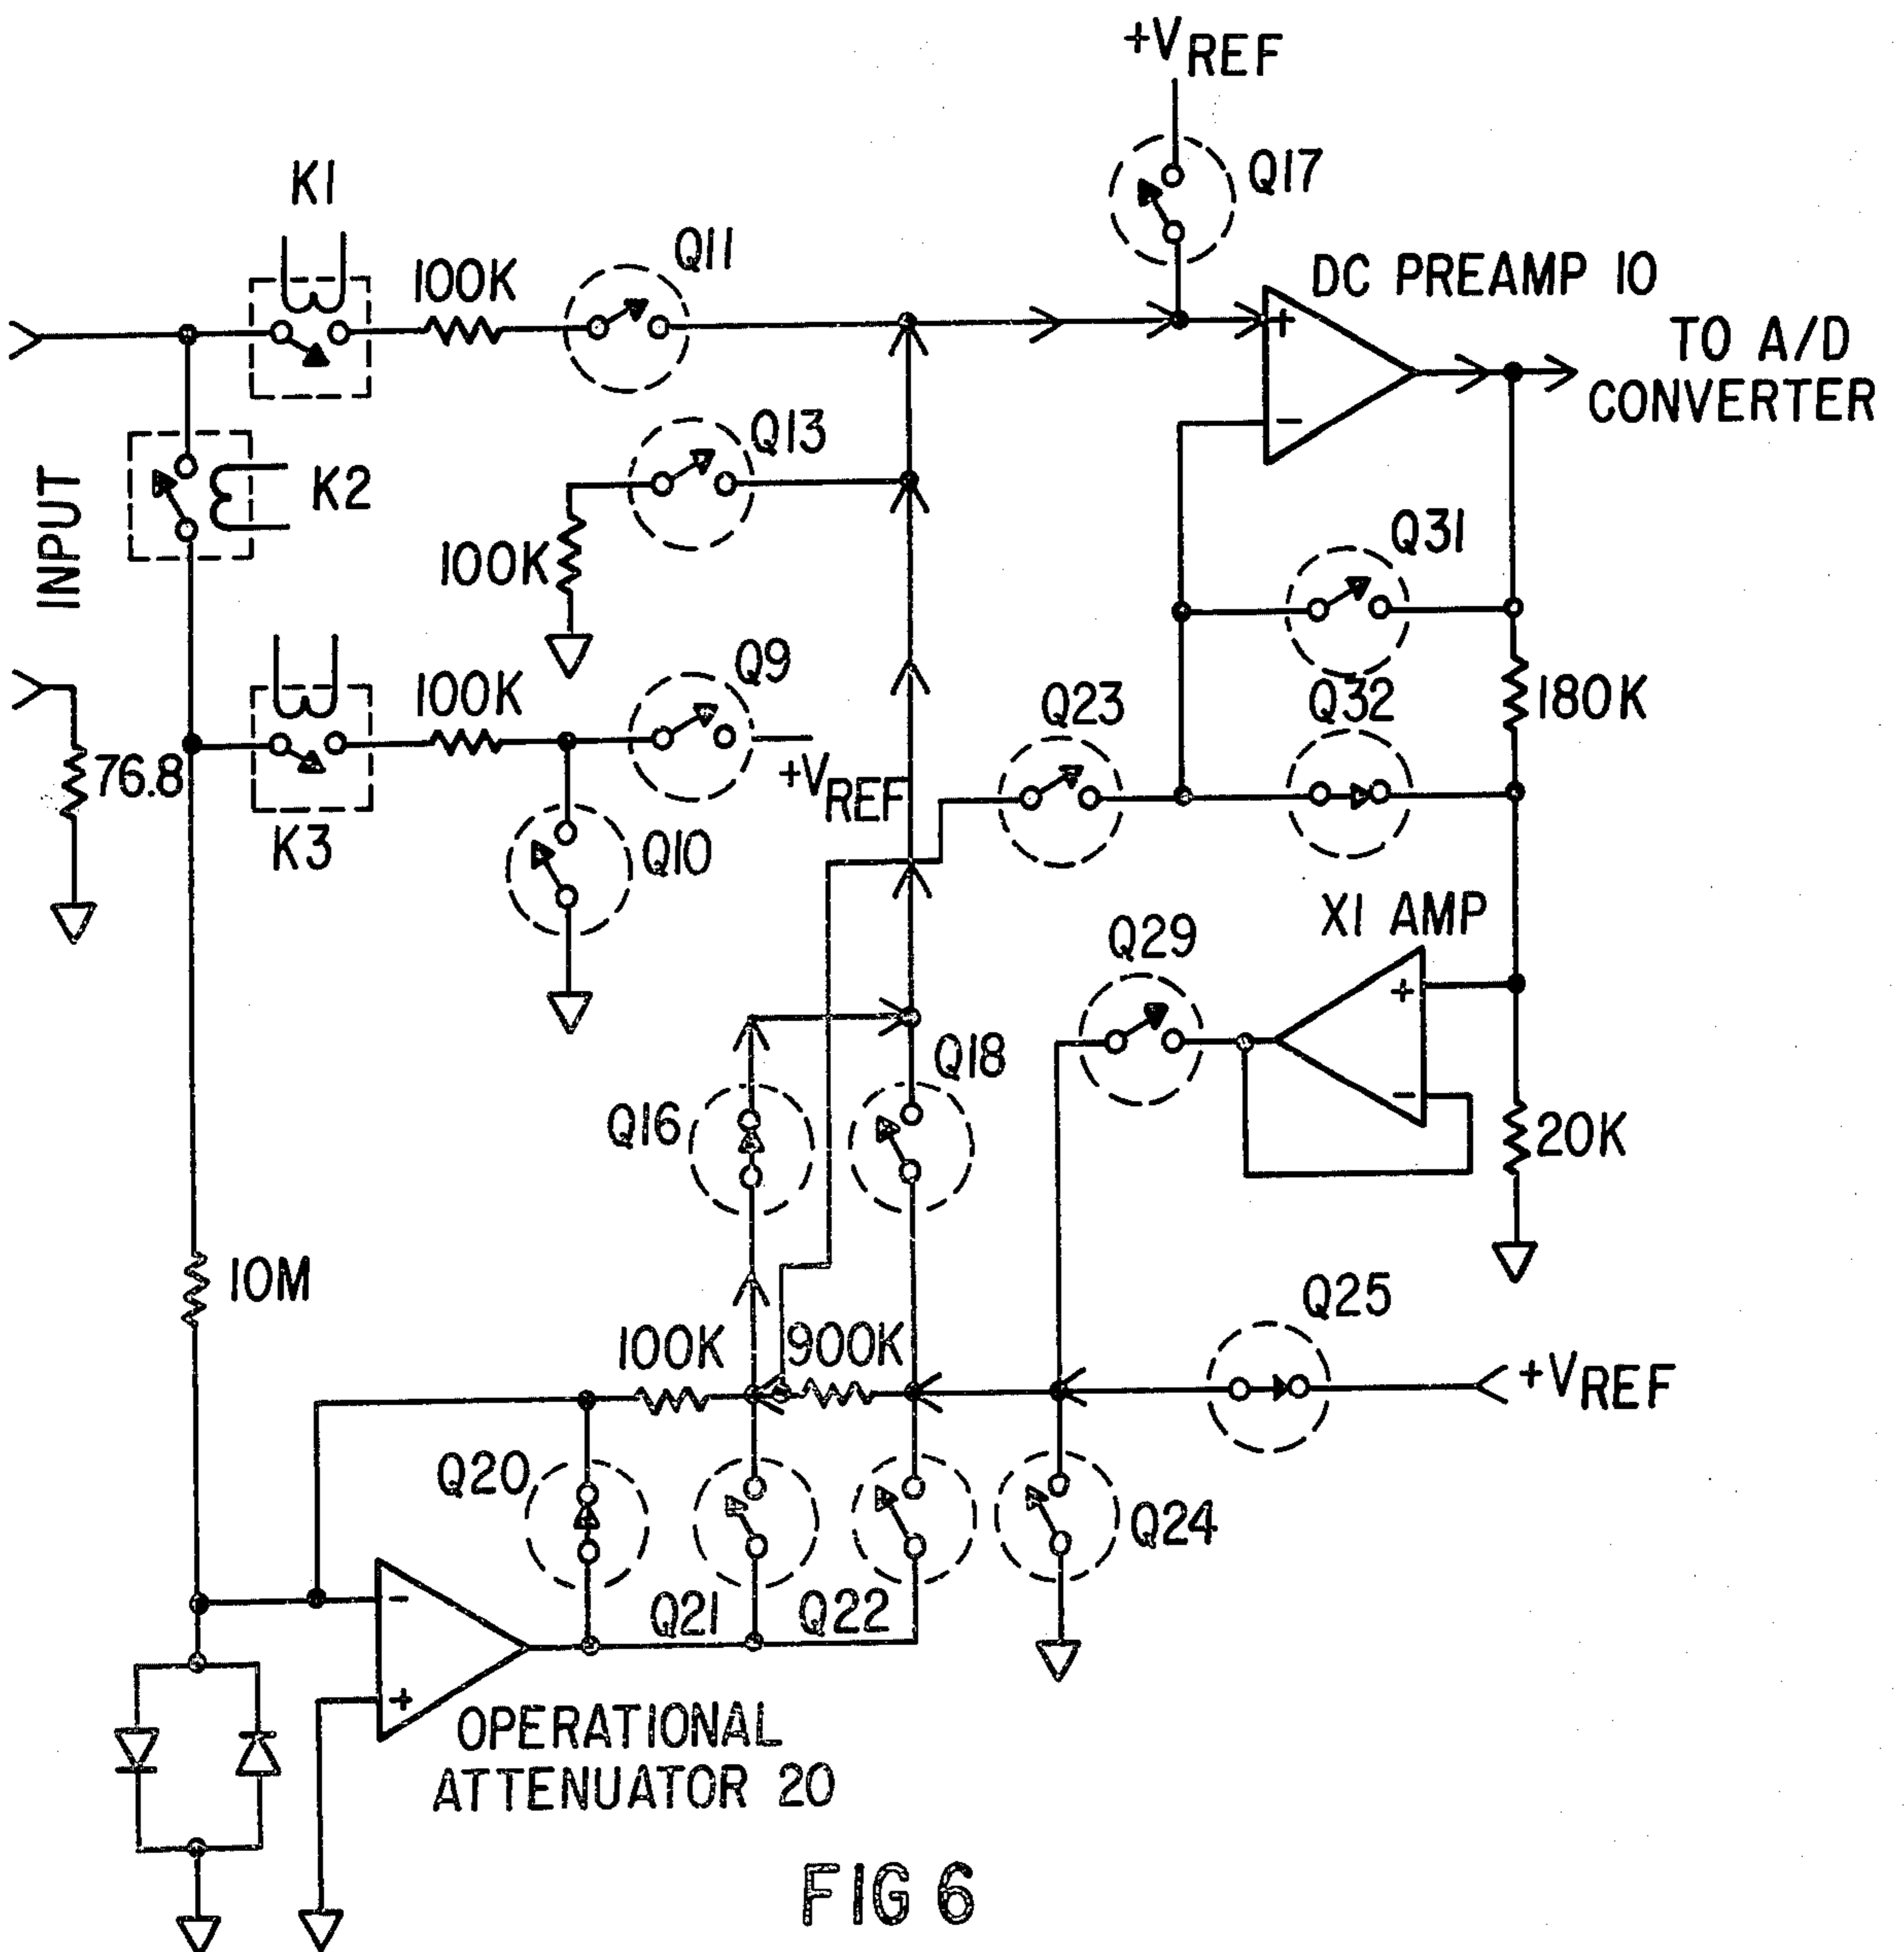 +VREF
K1
Q11
Q17
100K
DC PREAMP 10
TO A/D
CONVERTER
+
-
Q13
K2
INPUT
100K
Q31
Q9
100K
Q23
Q32
180K
76.8
+VREF
K3
Q10
X1 AMP
Q29
+
Q18
-
Q16
20K
10M
Q25
100K
900K
+VREF
Q20
Q24
Q21
Q22
-
+
OPERATIONAL
ATTENUATOR 20
FIG 6